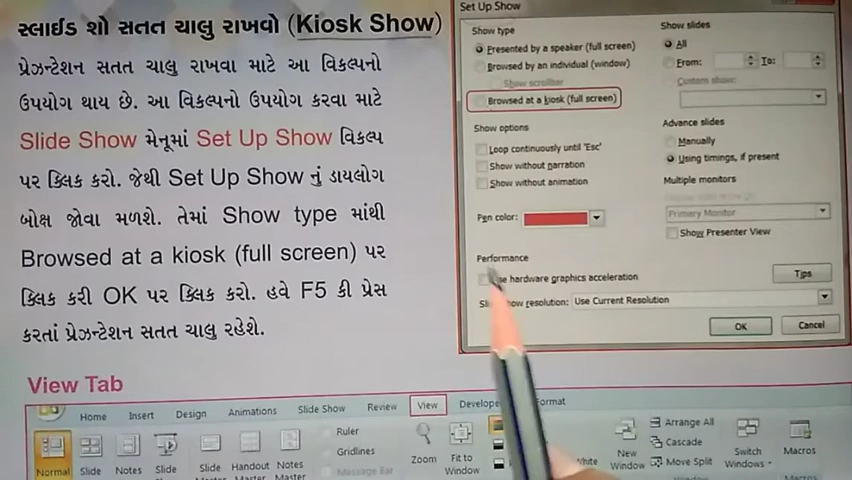 સ્લાઈડ શો સતત ચાલુ રાખવો (Kiosk Show)
પ્રેઝન્ટેશન સતત ચાલુ રાખવા માટે આ વિકલ્પનો
ઉપયોગ થાય છે. આ વિકલ્પનો ઉપયોગ કરવા માટે
Slide Show મેનૂમાં Set Up Show વિકલ્પ
પર ક્લિક કરો. જેથી Set Up Show નું ડાયલોગ
બોક્ષ જોવા મળશે. તેમાં Show type માંથી
Browsed at a kiosk (full screen) પર
ક્લિક કરી OK પર ક્લિક કરો. હવે F5 કી પ્રેસ
કરતાં પ્રેઝન્ટેશન સતત ચાલુ રહેશે.
Set Up Show
Show type
Presented by a speaker (full screen)
Browsed by an individual (window)
Show scrollbar
Browsed at a kiosk (full screen)
Show slides
All
From: To:
Custom show:
Show options
Loop continuously until 'Esc'
Show without narration
Show without animation
Pen color:
Advance slides
Manually
Using timings, if present
Multiple monitors
Primary Monitor
Show Presenter View
Performance
hardware graphics acceleration
Tips
resolution: Use Current Resolution
OK Cancel
View Tab
Home Insert Design Animations Slide Show Review View
Normal Slide Notes Slide
Slide Handout Notes
Master Master
Ruler
Gridlines
Message Bar
Zoom Fit to
Window
New
Window
Arrange All
Cascade
Move Split
Switch
Windows
Macros
Macros